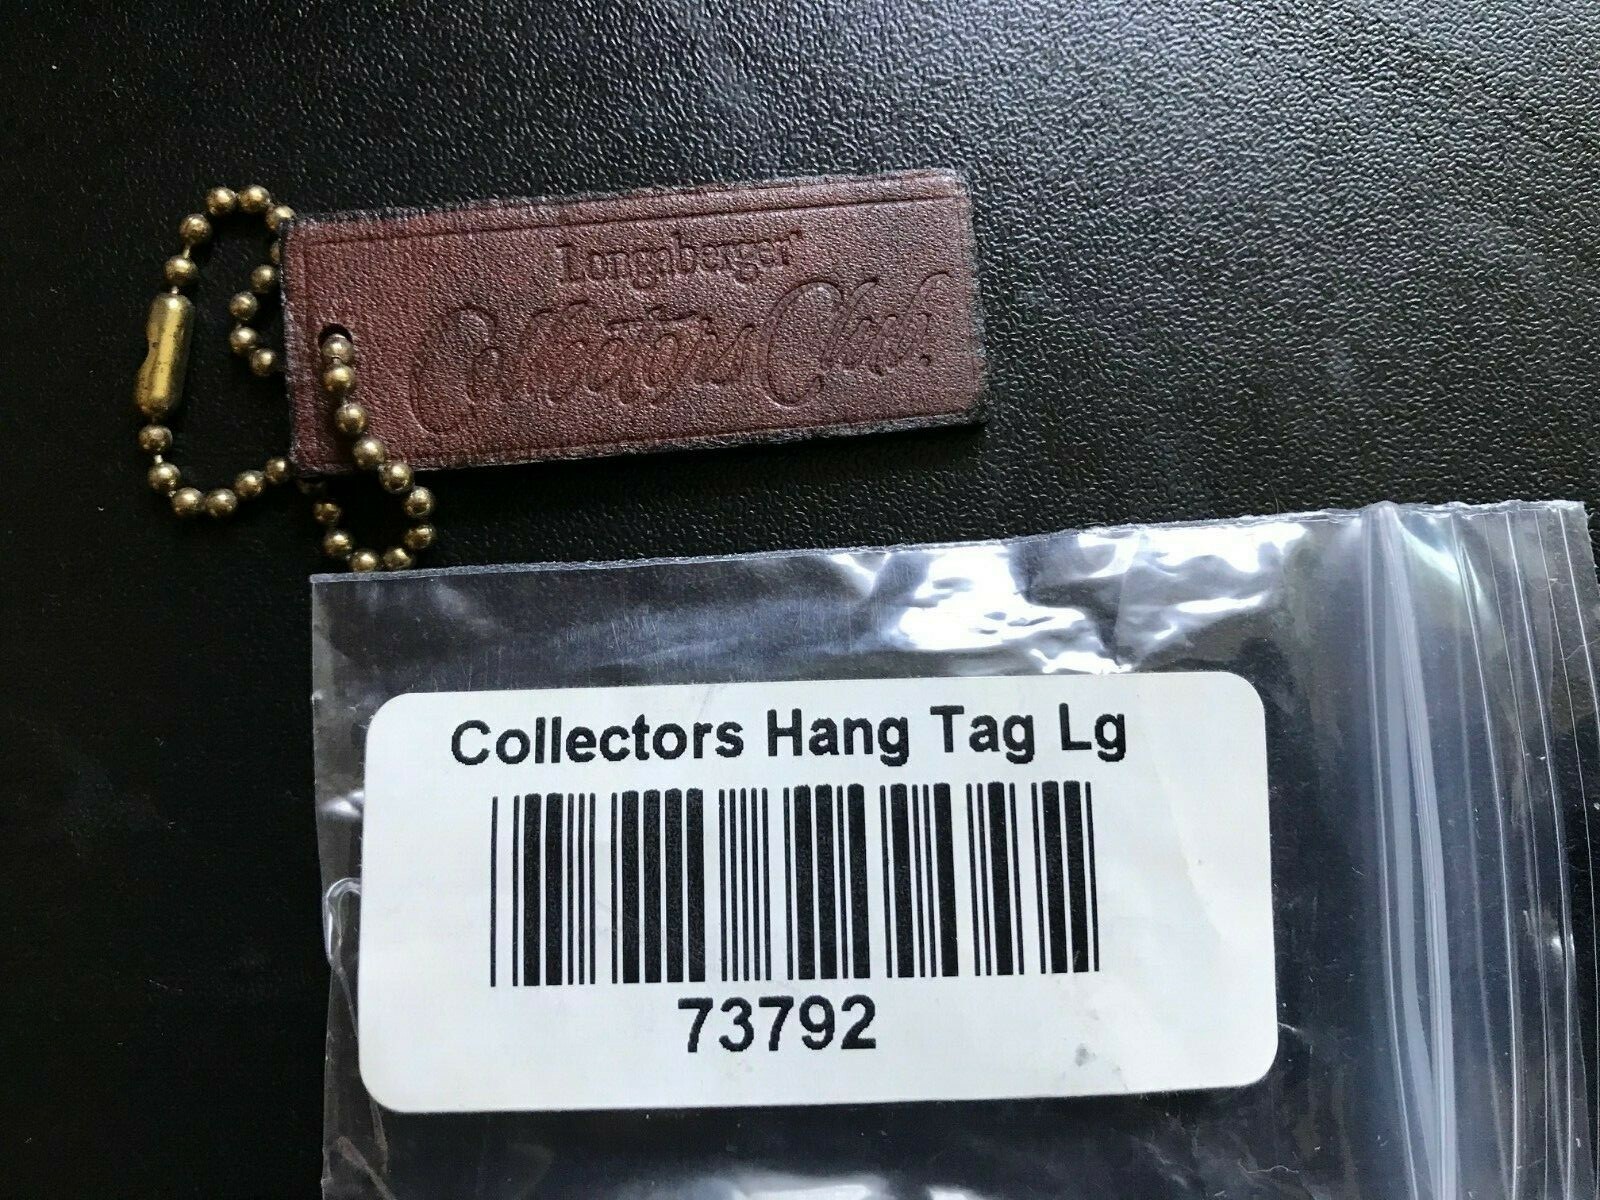 Longaberger®
Collectors Club
Collectors Hang Tag Lg
73792